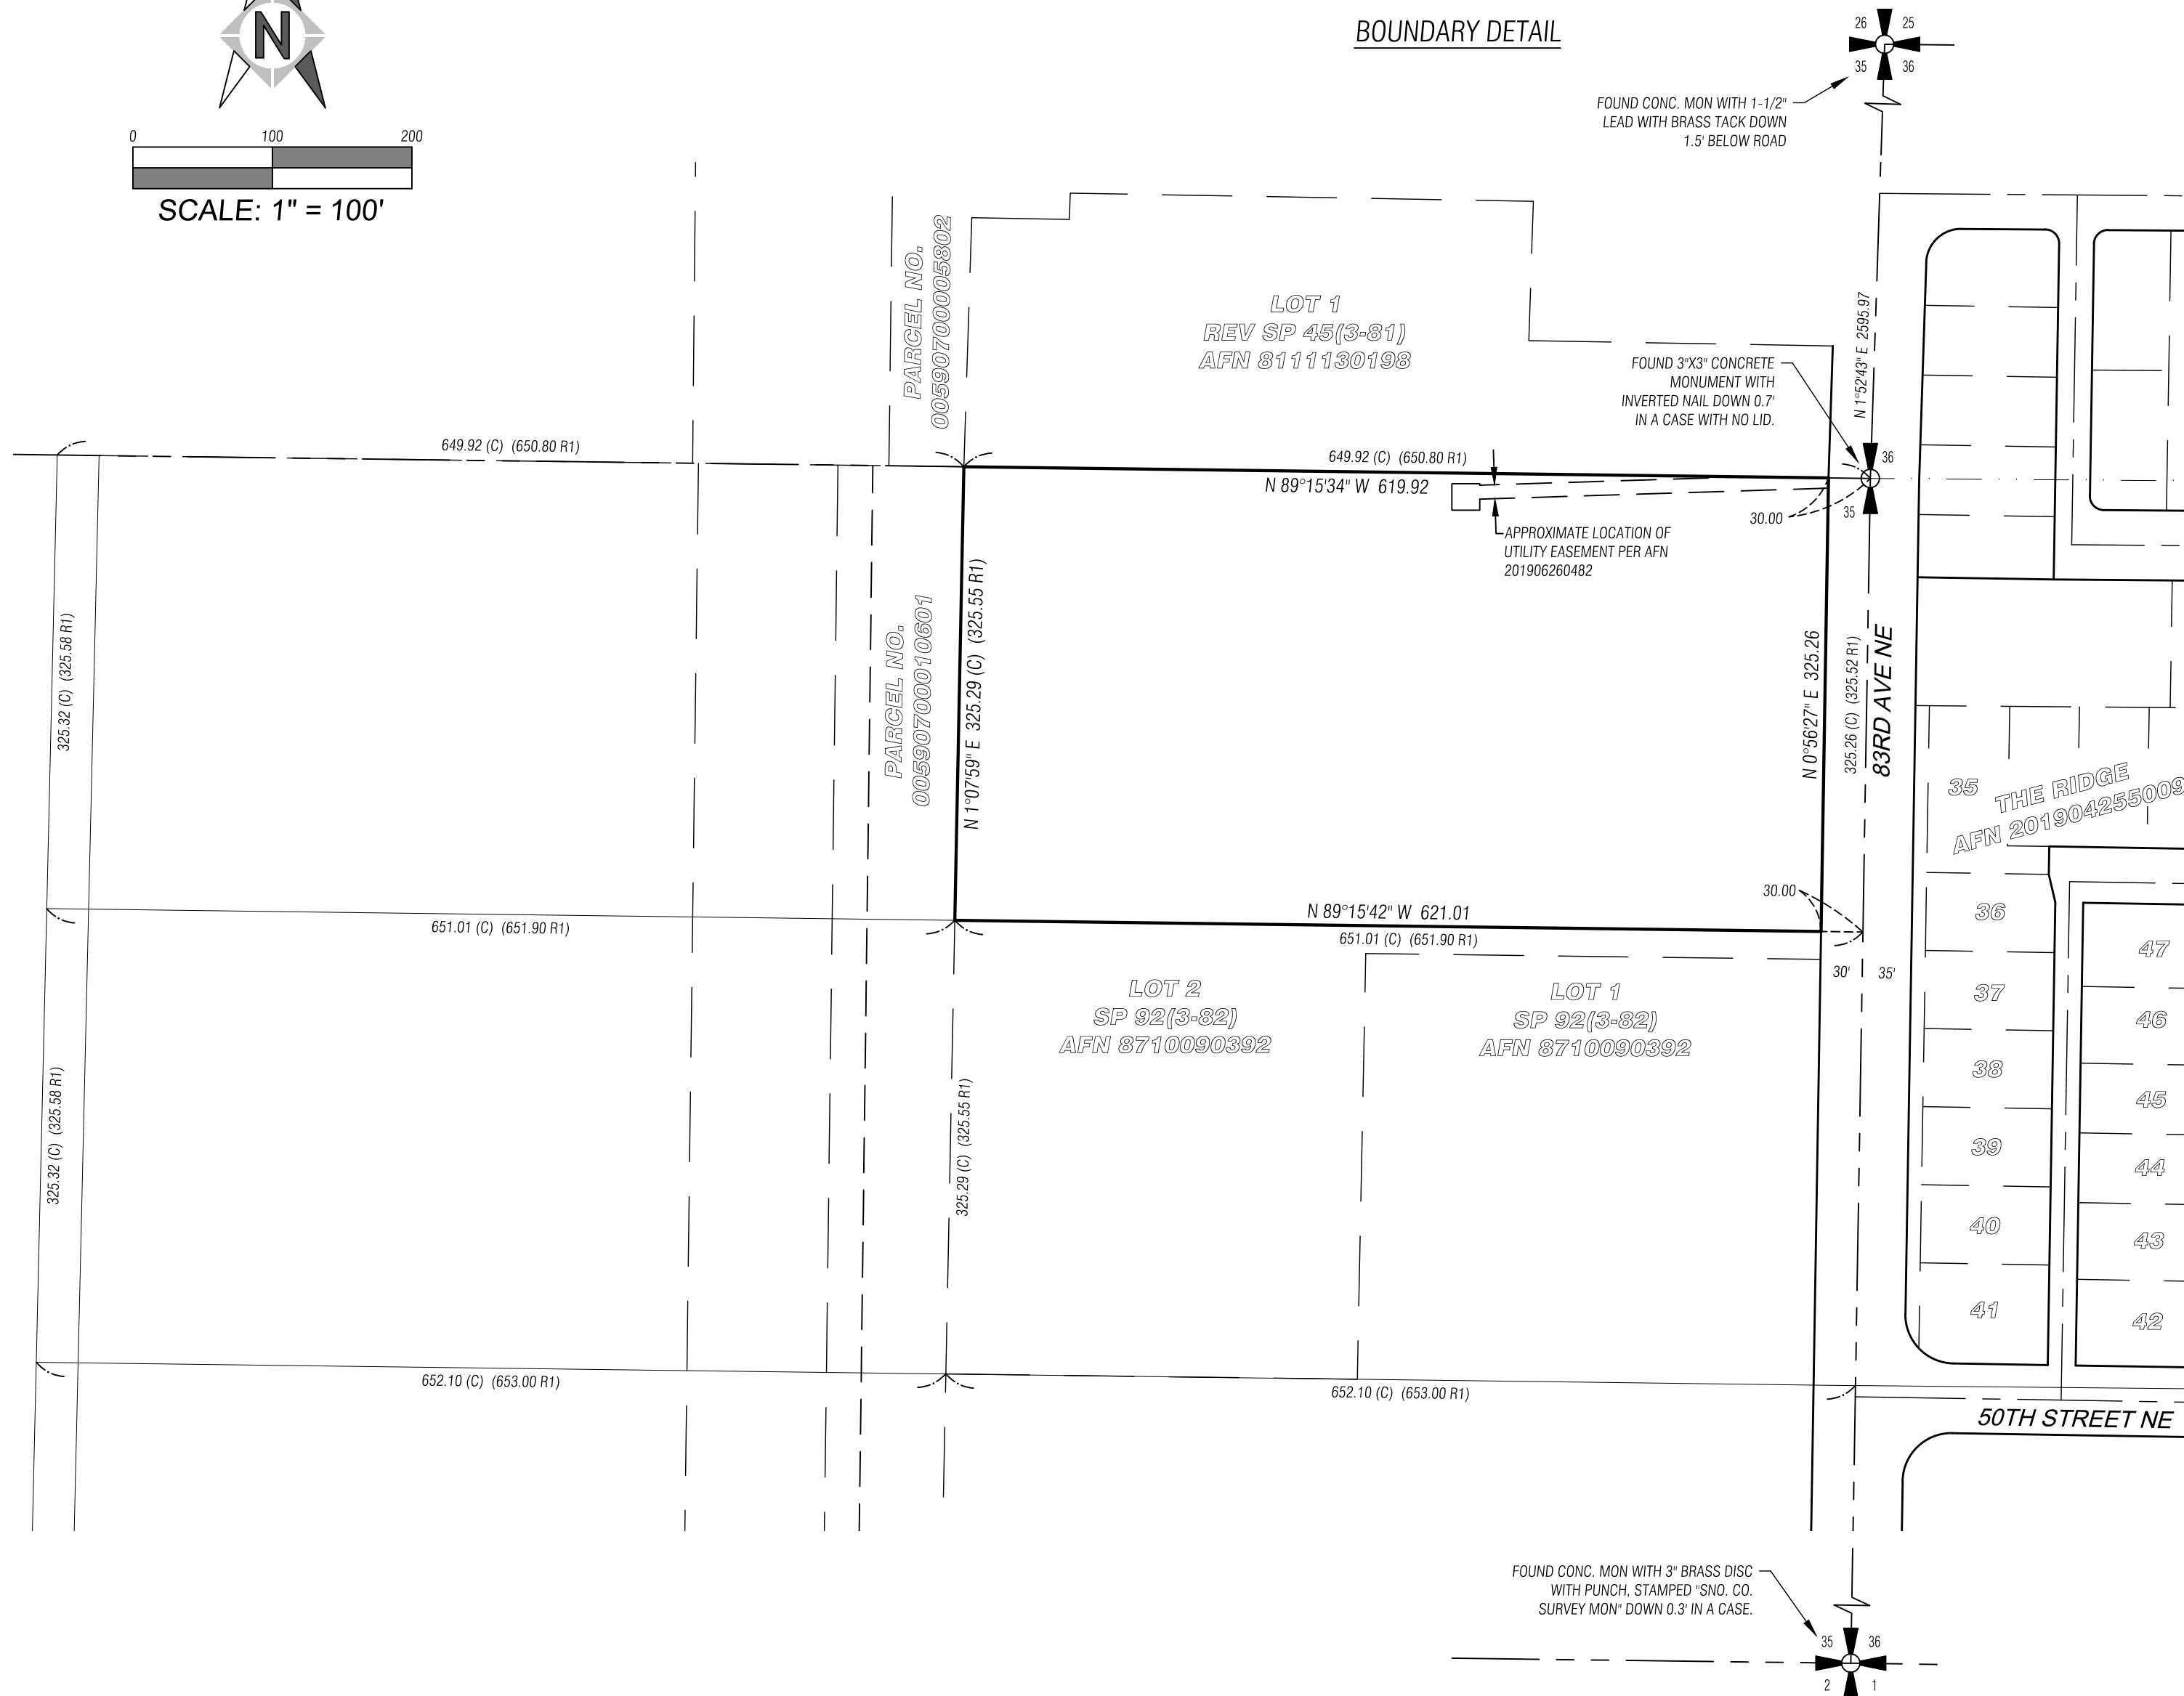 BOUNDARY DETAIL
N
0 100 200
SCALE: 1" = 100'
26 25
35 36
FOUND CONC. MON WITH 1-1/2"
LEAD WITH BRASS TACK DOWN
1.5' BELOW ROAD
PARCEL NO.
00590700005802
LOT 1
REV SP 45(3-81)
AFN 8111130198
N 1°52'43" E 2595.97
FOUND 3"X3" CONCRETE
MONUMENT WITH
INVERTED NAIL DOWN 0.7'
IN A CASE WITH NO LID.
36
35
649.92 (C) (650.80 R1)
649.92 (C) (650.80 R1)
N 89°15'34" W 619.92
30.00
APPROXIMATE LOCATION OF
UTILITY EASEMENT PER AFN
201906260482
325.32 (C) (325.58 R1)
PARCEL NO.
00590700010601
N 1°07'59" E 325.29 (C) (325.55 R1)
N 0°56'27" E 325.26
325.26 (C) (325.52 R1)
83RD AVE NE
35
THE RIDGE
AFN 201904255009
30.00
N 89°15'42" W 621.01
651.01 (C) (651.90 R1)
651.01 (C) (651.90 R1)
30' 35'
36
37
38
39
40
41
47
46
45
44
43
42
LOT 2
SP 92(3-82)
AFN 8710090392
LOT 1
SP 92(3-82)
AFN 8710090392
325.32 (C) (325.58 R1)
325.29 (C) (325.55 R1)
652.10 (C) (653.00 R1)
652.10 (C) (653.00 R1)
50TH STREET NE
FOUND CONC. MON WITH 3" BRASS DISC
WITH PUNCH, STAMPED "SNO. CO.
SURVEY MON" DOWN 0.3' IN A CASE.
35 36
2 1